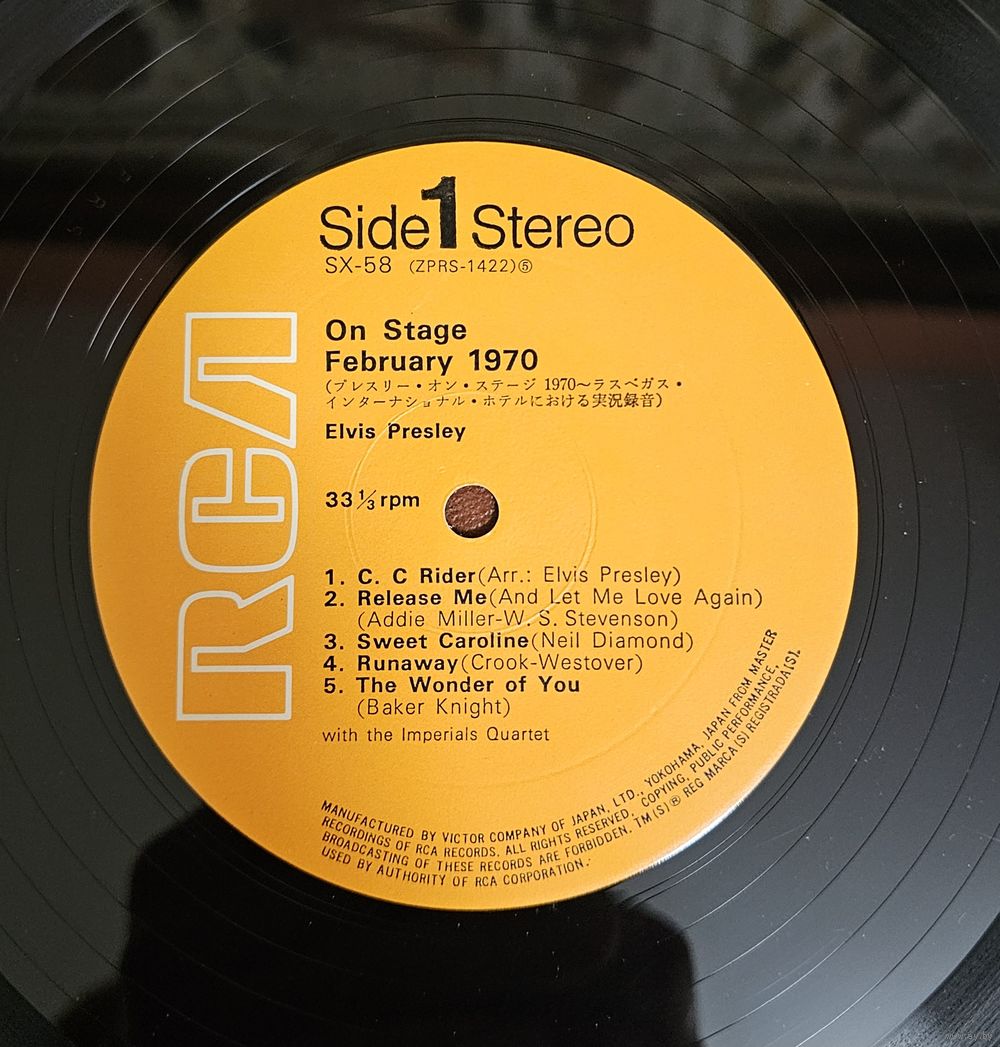 Side 1 Stereo
SX-58 (ZPRS-1422)⑤
RCA
On Stage
February 1970
(プレスリー・オン・ステージ 1970〜ラスベガス・
インターナショナル・ホテルにおける実況録音)
Elvis Presley
33⅓rpm
1. C. C Rider(Arr.: Elvis Presley)
2. Release Me(And Let Me Love Again)
(Addie Miller-W. S. Stevenson)
3. Sweet Caroline(Neil Diamond)
4. Runaway(Crook-Westover)
5. The Wonder of You
(Baker Knight)
with the Imperials Quartet
MANUFACTURED BY VICTOR COMPANY OF JAPAN, LTD., YOKOHAMA, JAPAN FROM MASTER
RECORDINGS OF RCA RECORDS. ALL RIGHTS RESERVED, COPYING, PUBLIC PERFORMANCE,
BROADCASTING OF THESE RECORDS ARE FORBIDDEN. TM(S)® REG MARCA(S) REGISTRADA(S).
USED BY AUTHORITY OF RCA CORPORATION.